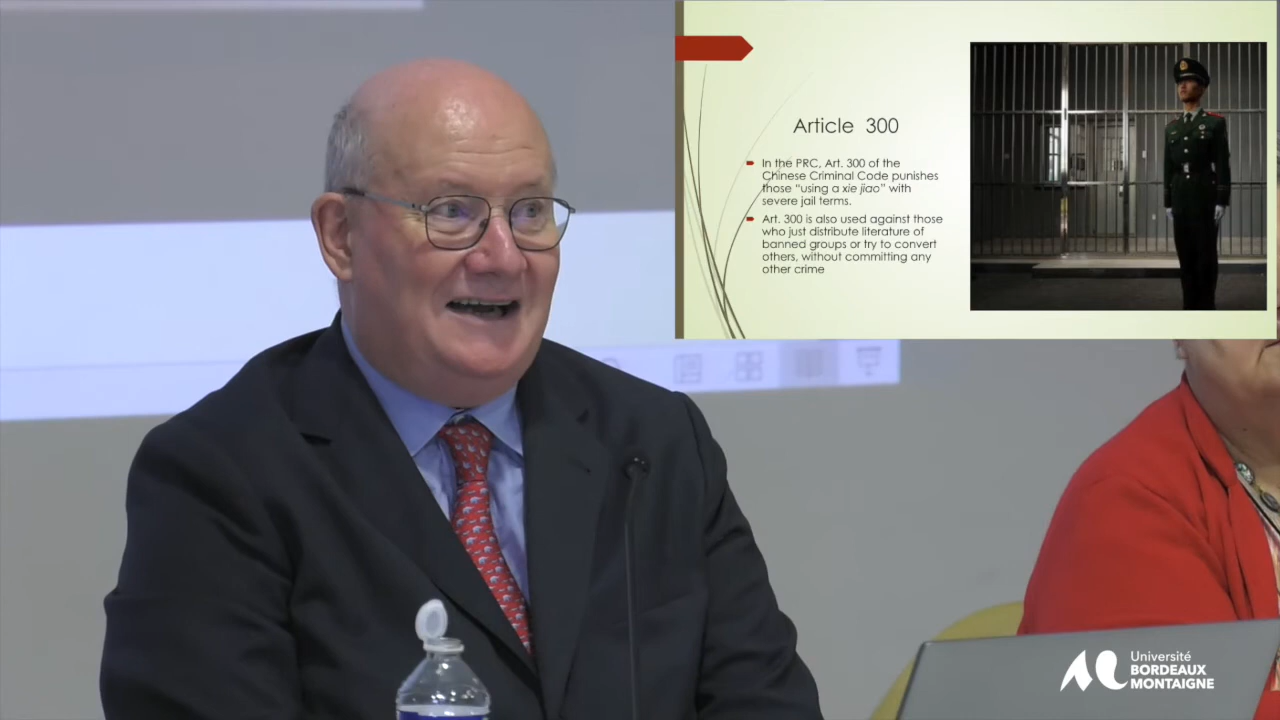 Article 300
In the PRC, Art. 300 of the
Chinese Criminal Code punishes
those “using a xie jiao” with
severe jail terms.
Art. 300 is also used against those
who just distribute literature of
banned groups or try to convert
others, without committing any
other crime
Université
BORDEAUX
MONTAIGNE